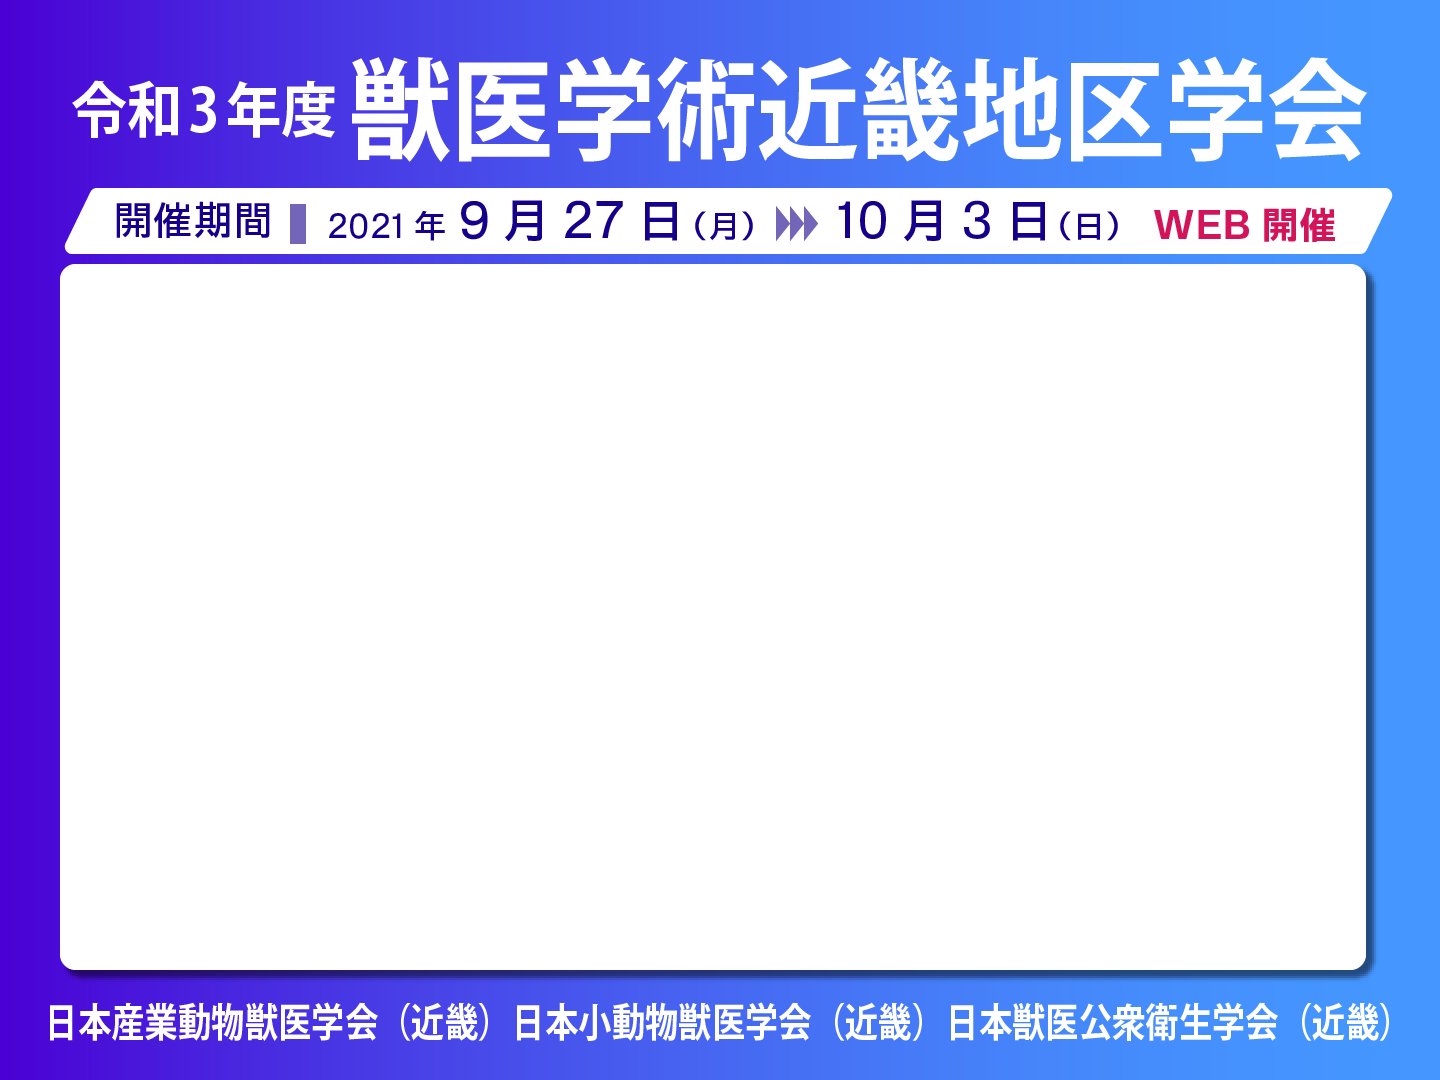 令和3年度 獣医学術近畿地区学会
開催期間 2021年9月27日（月） 10月3日（日） WEB開催
日本産業動物獣医学会（近畿）日本小動物獣医学会（近畿）日本獣医公衆衛生学会（近畿）